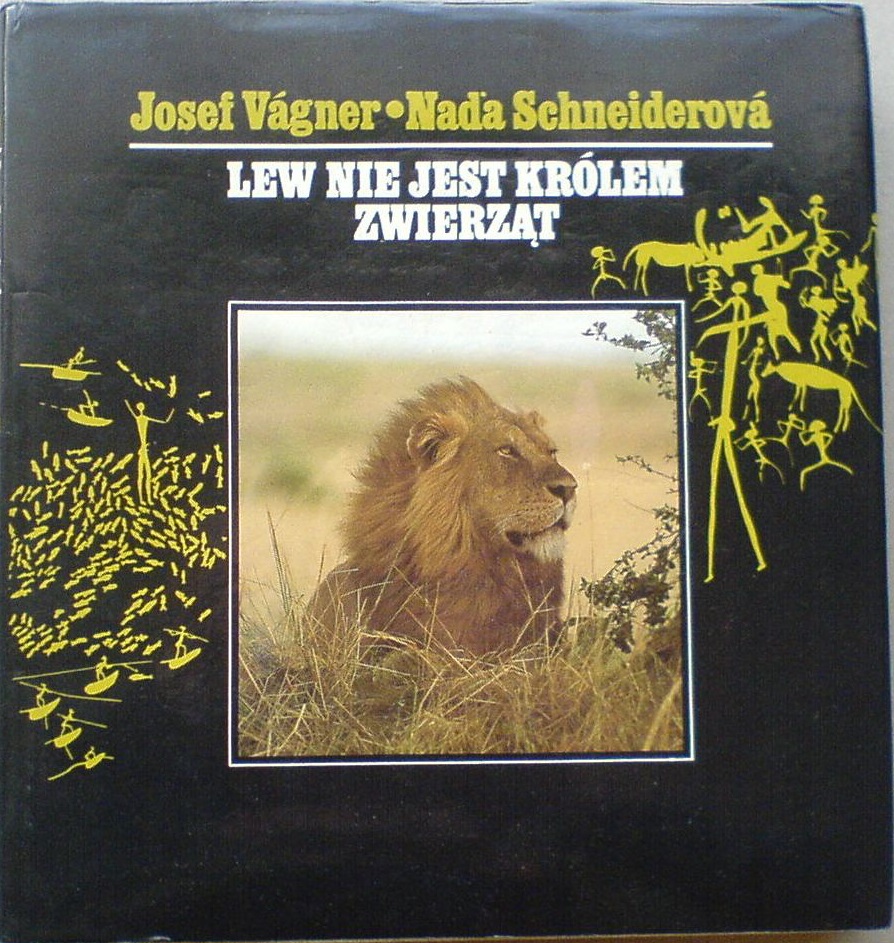 Josef Vágner • Naďa Schneiderová
LEW NIE JEST KRÓLEM
ZWIERZĄT